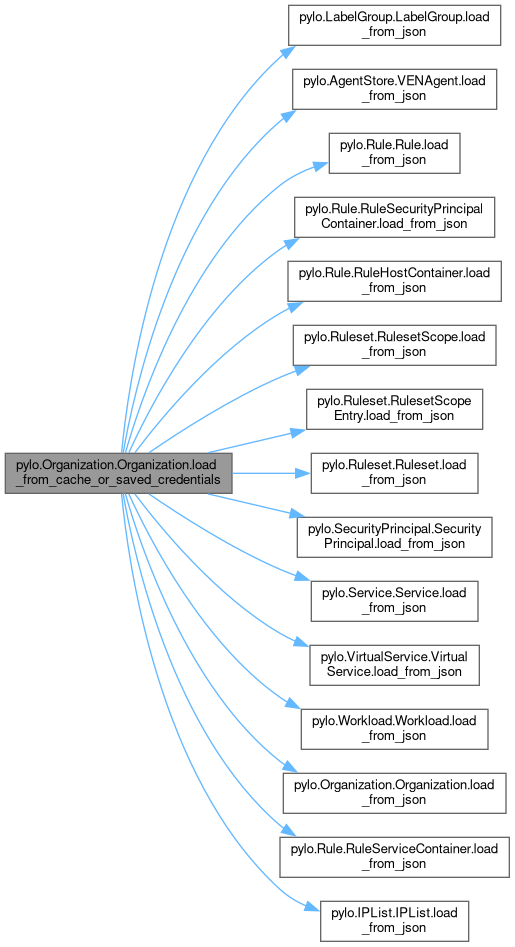 pylo.LabelGroup.LabelGroup.load
_from_json
pylo.AgentStore.VENAgent.load
_from_json
pylo.Rule.Rule.load
_from_json
pylo.Rule.RuleSecurityPrincipal
Container.load_from_json
pylo.Rule.RuleHostContainer.load
_from_json
pylo.Ruleset.RulesetScope.load
_from_json
pylo.Ruleset.RulesetScope
Entry.load_from_json
pylo.Organization.Organization.load
_from_cache_or_saved_credentials
pylo.Ruleset.Ruleset.load
_from_json
pylo.SecurityPrincipal.Security
Principal.load_from_json
pylo.Service.Service.load
_from_json
pylo.VirtualService.Virtual
Service.load_from_json
pylo.Workload.Workload.load
_from_json
pylo.Organization.Organization.load
_from_json
pylo.Rule.RuleServiceContainer.load
_from_json
pylo.IPList.IPList.load
_from_json